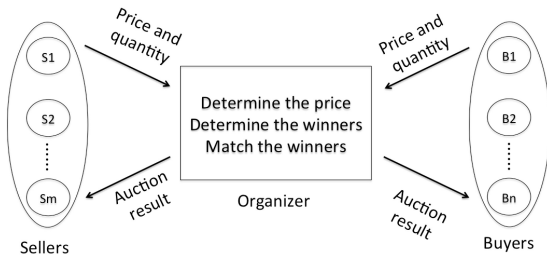 Price and
quantity
S1
S2
Sm
Sellers
Auction
result
Determine the price
Determine the winners
Match the winners
Organizer
Price and
quantity
B1
B2
Bn
Buyers
Auction
result